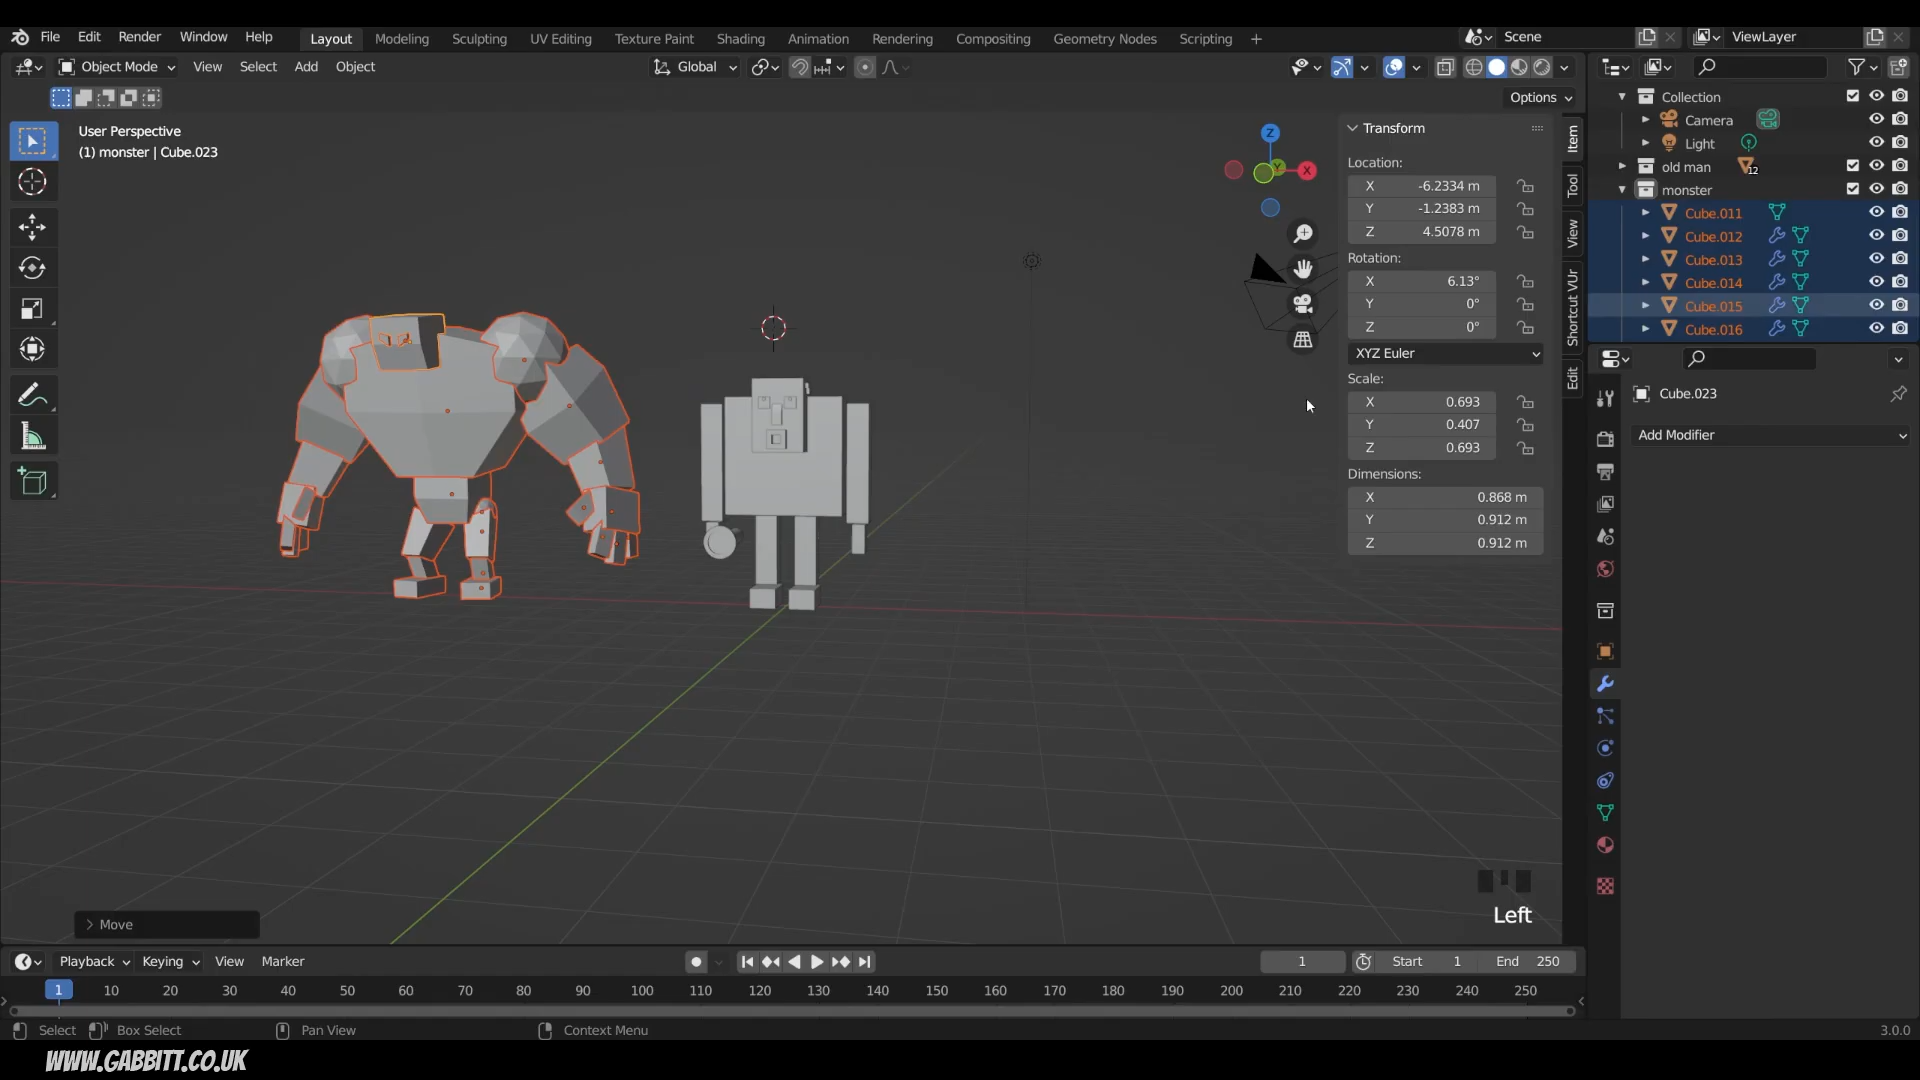 File Edit Render Window Help Layout Modeling Sculpting UV Editing Texture Paint Shading Animation Rendering Compositing Geometry Nodes Scripting + Scene ViewLayer
Object Mode View Select Add Object Global
Options
User Perspective
(1) monster | Cube.023
Z
Y
X
Transform
Location:
X -6.2334 m
Y -1.2383 m
Z 4.5078 m
Rotation:
X 6.13°
Y 0°
Z 0°
XYZ Euler
Scale:
X 0.693
Y 0.407
Z 0.693
Dimensions:
X 0.868 m
Y 0.912 m
Z 0.912 m
Item
Tool
View
Shortcut VUr
Edit
Collection
Camera
Light
old man 12
monster
Cube.011
Cube.012
Cube.013
Cube.014
Cube.015
Cube.016
Cube.023
Add Modifier
Left
Move
Playback Keying View Marker 1 Start 1 End 250
1 10 20 30 40 50 60 70 80 90 100 110 120 130 140 150 160 170 180 190 200 210 220 230 240 250
Select Box Select Pan View Context Menu 3.0.0
WWW.GABBITT.CO.UK